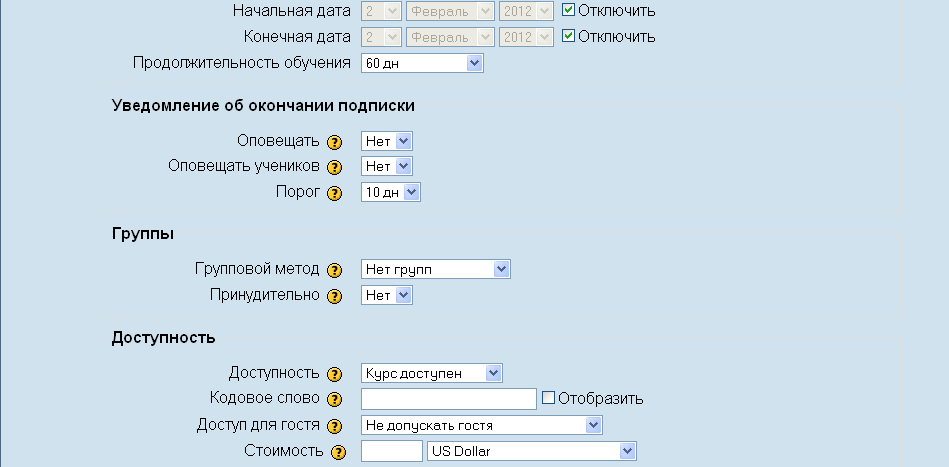 Начальная дата 2 Февраль 2012 Отключить
Конечная дата 2 Февраль 2012 Отключить
Продолжительность обучения 60 дн
Уведомление об окончании подписки
Оповещать ? Нет
Оповещать учеников ? Нет
Порог ? 10 дн
Группы
Групповой метод ? Нет групп
Принудительно ? Нет
Доступность
Доступность ? Курс доступен
Кодовое слово ? Отобразить
Доступ для гостя ? Не допускать гостя
Стоимость ? US Dollar